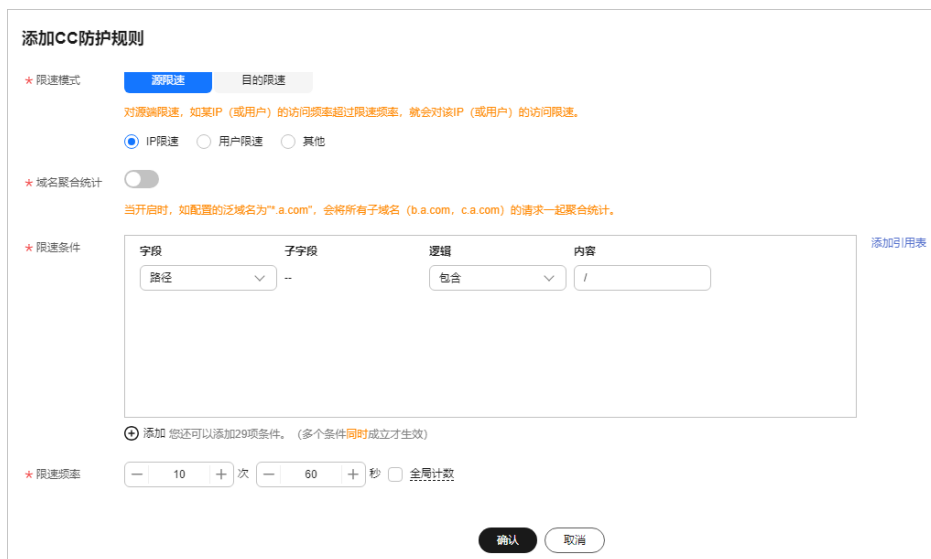 添加CC防护规则
* 限速模式 源限速 目的限速
对源端限速，如某IP（或用户）的访问频率超过限速频率，就会对该IP（或用户）的访问限速。
IP限速 用户限速 其他
* 域名聚合统计
当开启时，如配置的泛域名为"*.a.com"，会将所有子域名（b.a.com，c.a.com）的请求一起聚合统计。
* 限速条件 添加引用表
字段 子字段 逻辑 内容
路径 -- 包含 /
添加 您还可以添加29项条件。（多个条件同时成立才生效）
* 限速频率 — 10 + 次 — 60 + 秒 全局计数
确认 取消